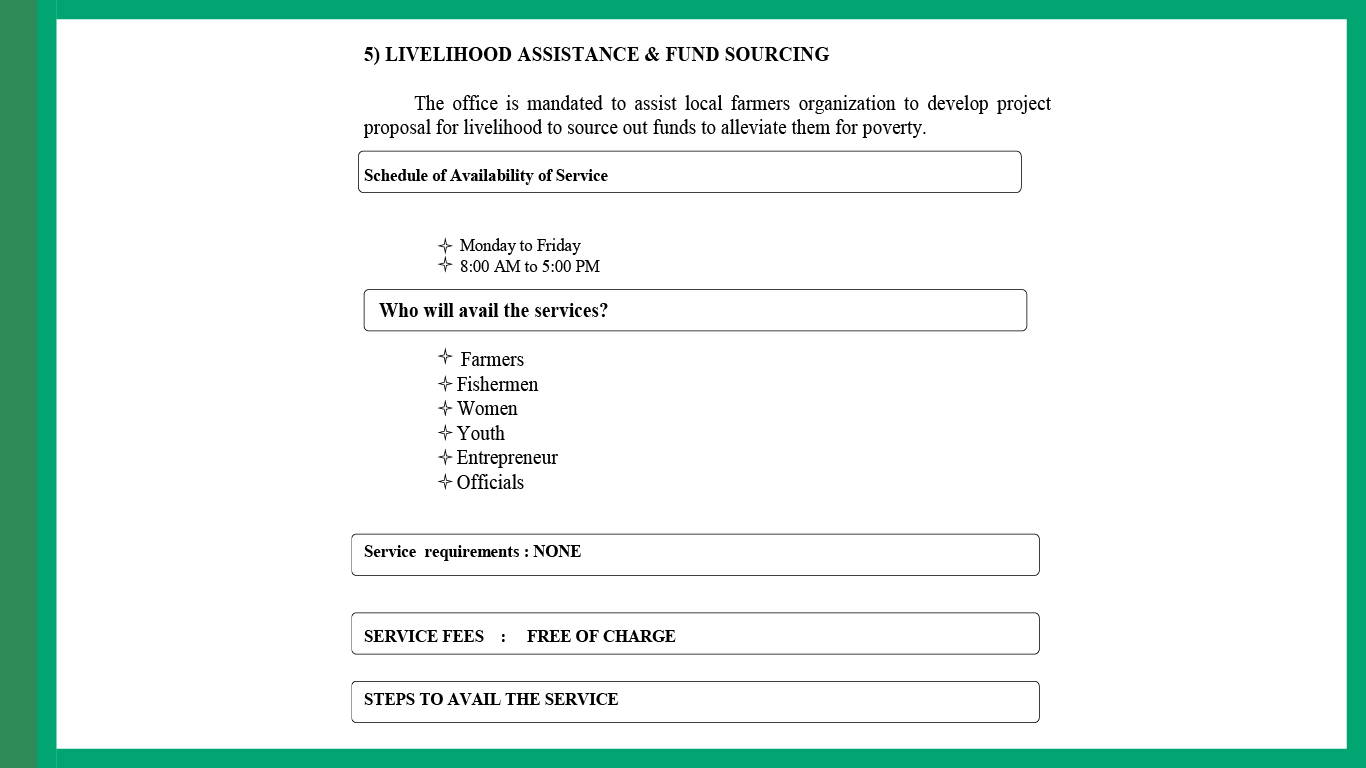 5) LIVELIHOOD ASSISTANCE & FUND SOURCING
The office is mandated to assist local farmers organization to develop project
proposal for livelihood to source out funds to alleviate them for poverty.
Schedule of Availability of Service
Monday to Friday
8:00 AM to 5:00 PM
Who will avail the services?
Farmers
Fishermen
Women
Youth
Entrepreneur
Officials
Service requirements : NONE
SERVICE FEES : FREE OF CHARGE
STEPS TO AVAIL THE SERVICE